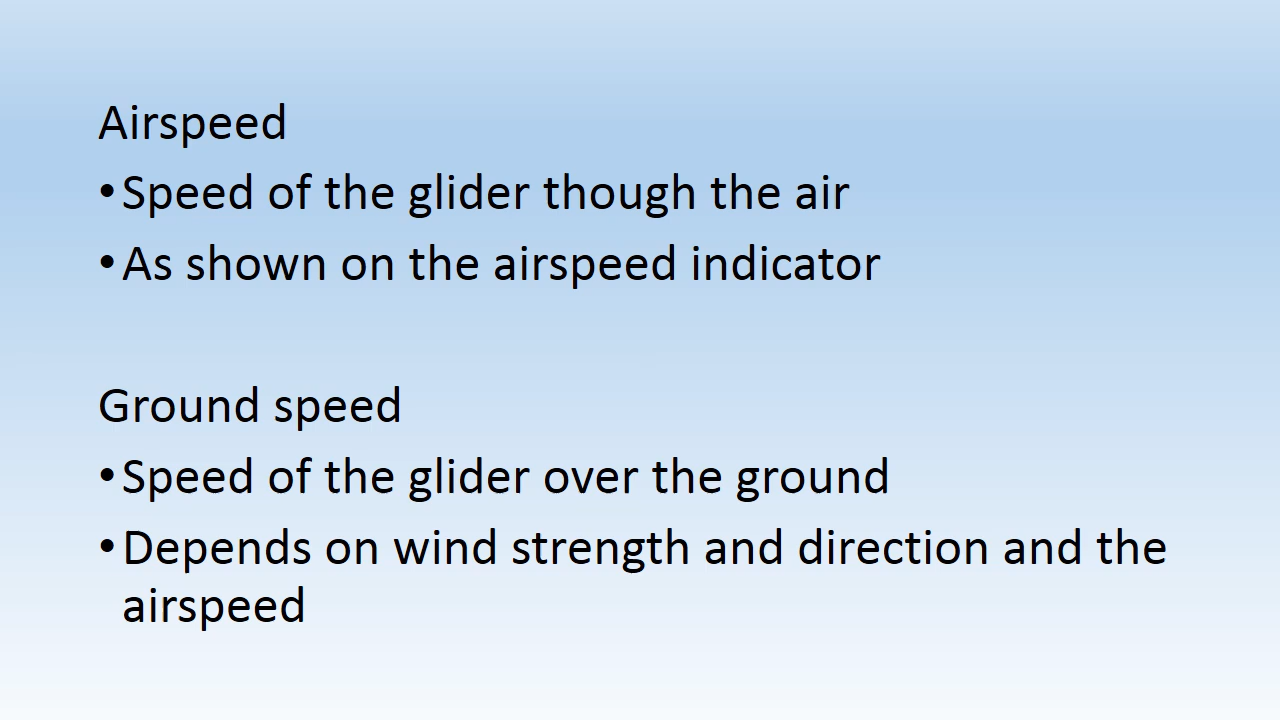 Airspeed
•Speed of the glider though the air
•As shown on the airspeed indicator
Ground speed
•Speed of the glider over the ground
•Depends on wind strength and direction and the
airspeed